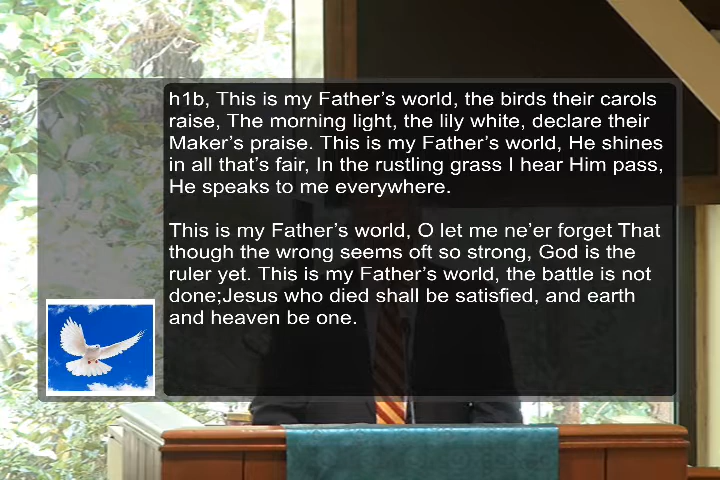 h1b, This is my Father's world, the birds their carols
raise, The morning light, the lily white, declare their
Maker's praise. This is my Father's world, He shines
in all that's fair, In the rustling grass I hear Him pass,
He speaks to me everywhere.
This is my Father's world, O let me ne'er forget That
though the wrong seems oft so strong, God is the
ruler yet. This is my Father's world, the battle is not
done;Jesus who died shall be satisfied, and earth
and heaven be one.